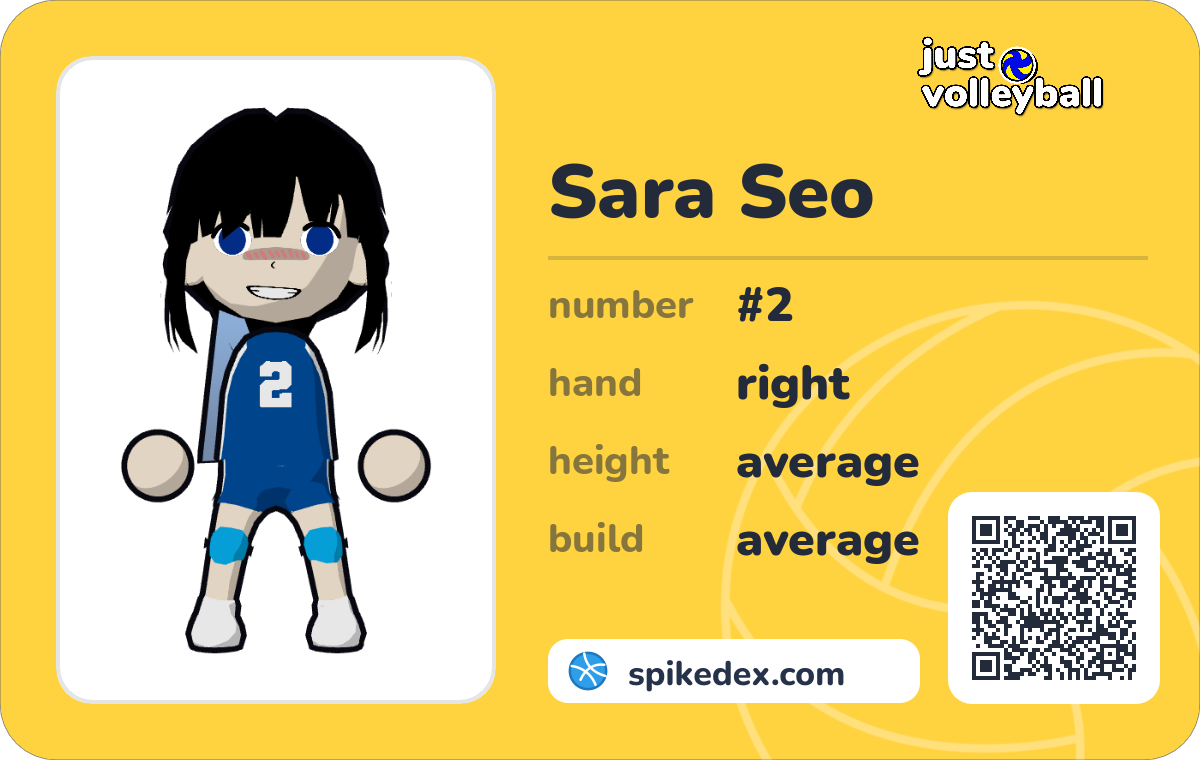 just
volleyball
Sara Seo
number #2
hand right
height average
build average
2
spikedex.com